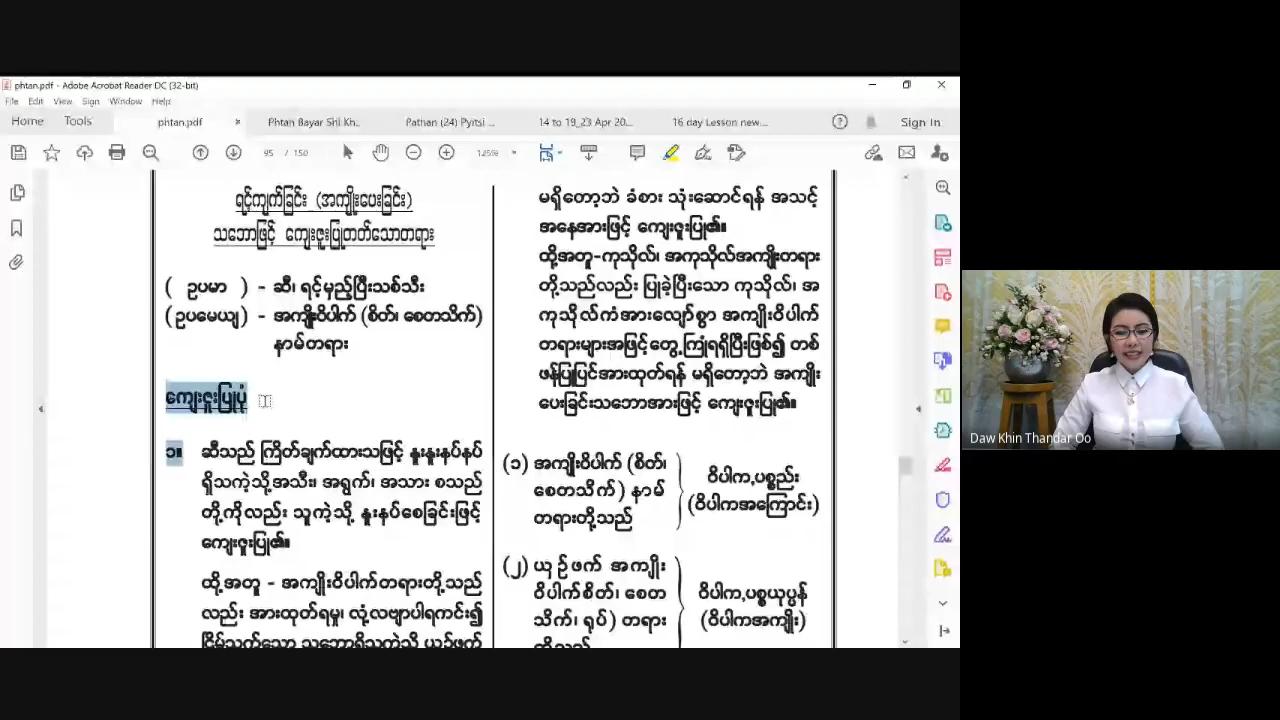 phtan.pdf - Adobe Acrobat Reader DC (32-bit)
File Edit View Sign Window Help
Home Tools phtan.pdf × Phtan Bayar Shi Kh... Pathan (24) Pyitsi ... 14 to 19_23 Apr 20... 16 day Lesson new... Sign In
95 / 150 125%
ရင့်ကျက်ခြင်း (အကျိုးပေးခြင်း)
သဘောဖြင့် ကျေးဇူးပြုတတ်သောတရား
( ဥပမာ ) - ဆီ၊ ရင့်မှည့်ပြီးသစ်သီး
(ဥပမေယျ) - အကျိုးဝိပါက် (စိတ်၊ စေတသိက်)
နာမ်တရား
ကျေးဇူးပြုပုံ
၁။ ဆီသည် ကြိတ်ချက်ထားသဖြင့် နူးနူးနပ်နပ်
ရှိသကဲ့သို့အသီး၊ အရွက်၊ အသား စသည်
တို့ကိုလည်း သူကဲ့သို့ နူးနပ်စေခြင်းဖြင့်
ကျေးဇူးပြု၏။
ထို့အတူ - အကျိုးဝိပါက်တရားတို့သည်
လည်း အားထုတ်ရမှု၊ လုံ့လဗျာပါရကင်း၍
ငြိမ်သက်သော သဘောရှိသကဲ့သို့ ယှဉ်ဖက်
မရှိတော့ဘဲ ခံစား သုံးဆောင်ရန် အသင့်
အနေအားဖြင့် ကျေးဇူးပြု၏။
ထို့အတူ-ကုသိုလ်၊ အကုသိုလ်အကျိုးတရား
တို့သည်လည်း ပြုခဲ့ပြီးသော ကုသိုလ်၊ အ
ကုသိုလ်ကံအားလျော်စွာ အကျိုးဝိပါက်
တရားများအဖြင့်တွေ့ကြုံရရှိပြီးဖြစ်၍ တစ်
ဖန်ပြုပြင်အားထုတ်ရန် မရှိတော့ဘဲ အကျိုး
ပေးခြင်းသဘောအားဖြင့် ကျေးဇူးပြု၏။
(၁) အကျိုးဝိပါက် (စိတ်၊
စေတသိက်) နာမ်
တရားတို့သည်
ဝိပါက,ပစ္စည်း
(ဝိပါကအကြောင်း)
(၂) ယှဉ်ဖက် အကျိုး
ဝိပါက်စိတ်၊ စေတ
သိက်၊ ရုပ်) တရား
တို့သည်
ဝိပါက,ပစ္စယုပ္ပန်
(ဝိပါကအကျိုး)
Daw Khin Thandar Oo